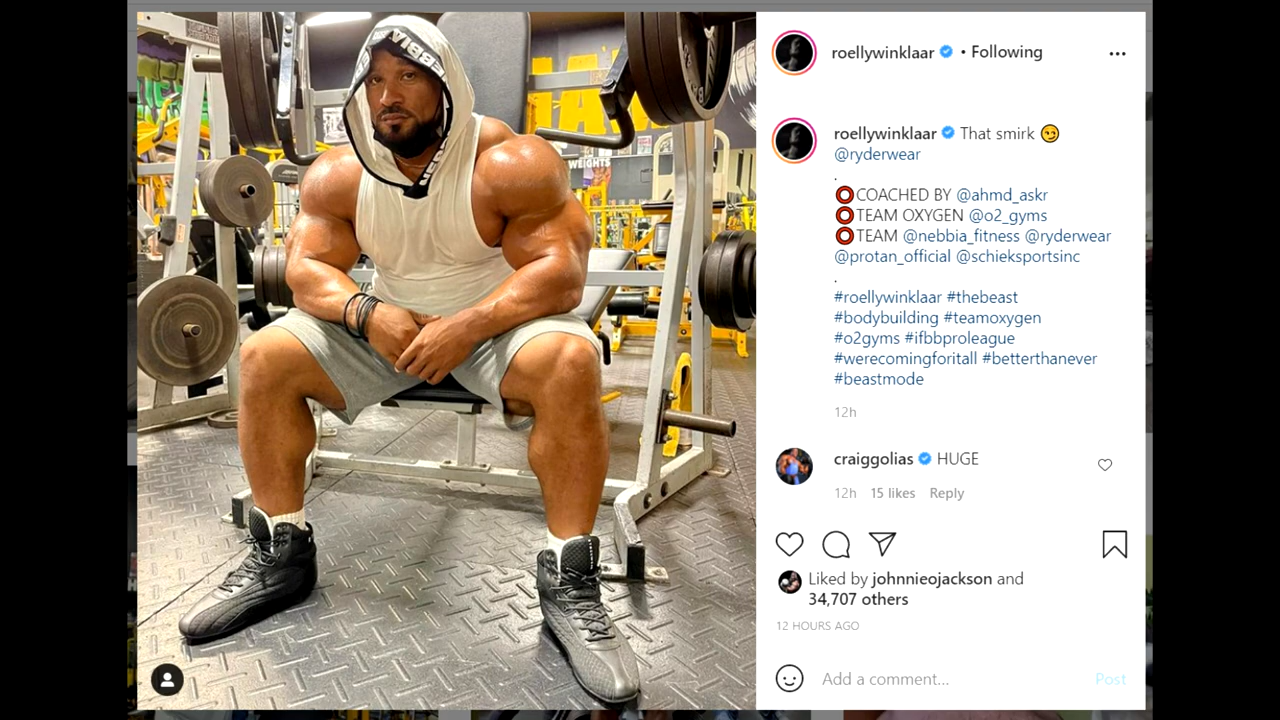 WEIGHTS
roellywinklaar • Following
roellywinklaar That smirk 😏
@ryderwear
.
⭕COACHED BY @ahmd_askr
⭕TEAM OXYGEN @o2_gyms
⭕TEAM @nebbia_fitness @ryderwear
@protan_official @schieksportsinc
.
#roellywinklaar #thebeast
#bodybuilding #teamoxygen
#o2gyms #ifbbproleague
#werecomingforitall #betterthanever
#beastmode
12h
craiggolias HUGE
12h 15 likes Reply
Liked by johnnieojackson and
34,707 others
12 HOURS AGO
Add a comment... Post